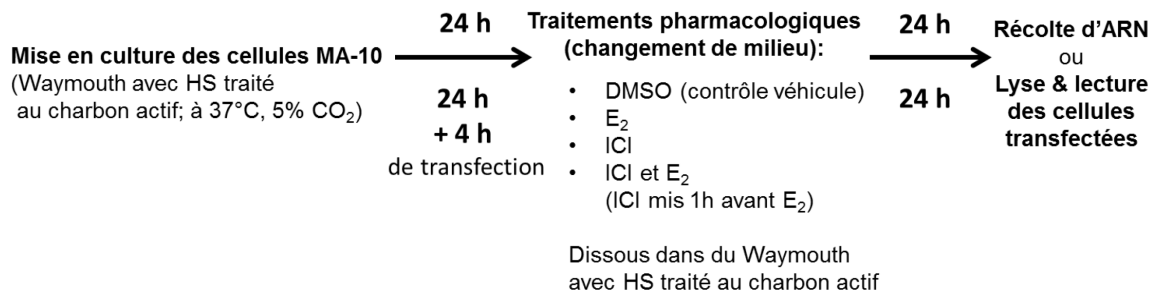 Mise en culture des cellules MA-10
(Waymouth avec HS traité
au charbon actif; à 37°C, 5% CO₂)
24 h
24 h
+ 4 h
de transfection
Traitements pharmacologiques
(changement de milieu):
• DMSO (contrôle véhicule)
• E₂
• ICI
• ICI et E₂
(ICI mis 1h avant E₂)
Dissous dans du Waymouth
avec HS traité au charbon actif
24 h
24 h
Récolte d’ARN
ou
Lyse & lecture
des cellules
transfectées